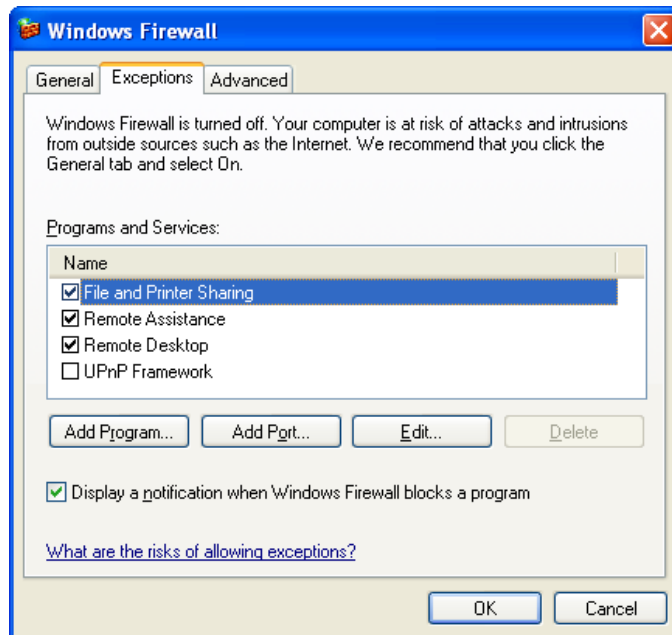 Windows Firewall
General Exceptions Advanced
Windows Firewall is turned off. Your computer is at risk of attacks and intrusions
from outside sources such as the Internet. We recommend that you click the
General tab and select On.
Programs and Services:
Name
File and Printer Sharing
Remote Assistance
Remote Desktop
UPnP Framework
Add Program... Add Port... Edit... Delete
Display a notification when Windows Firewall blocks a program
What are the risks of allowing exceptions?
OK Cancel